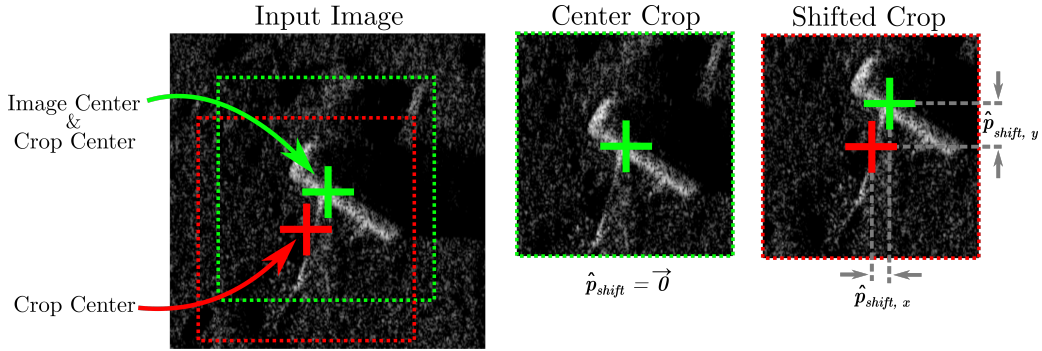 Input Image
Center Crop
Shifted Crop
Image Center
&
Crop Center
Crop Center
p̂shift = 0⃗
p̂shift, y
p̂shift, x